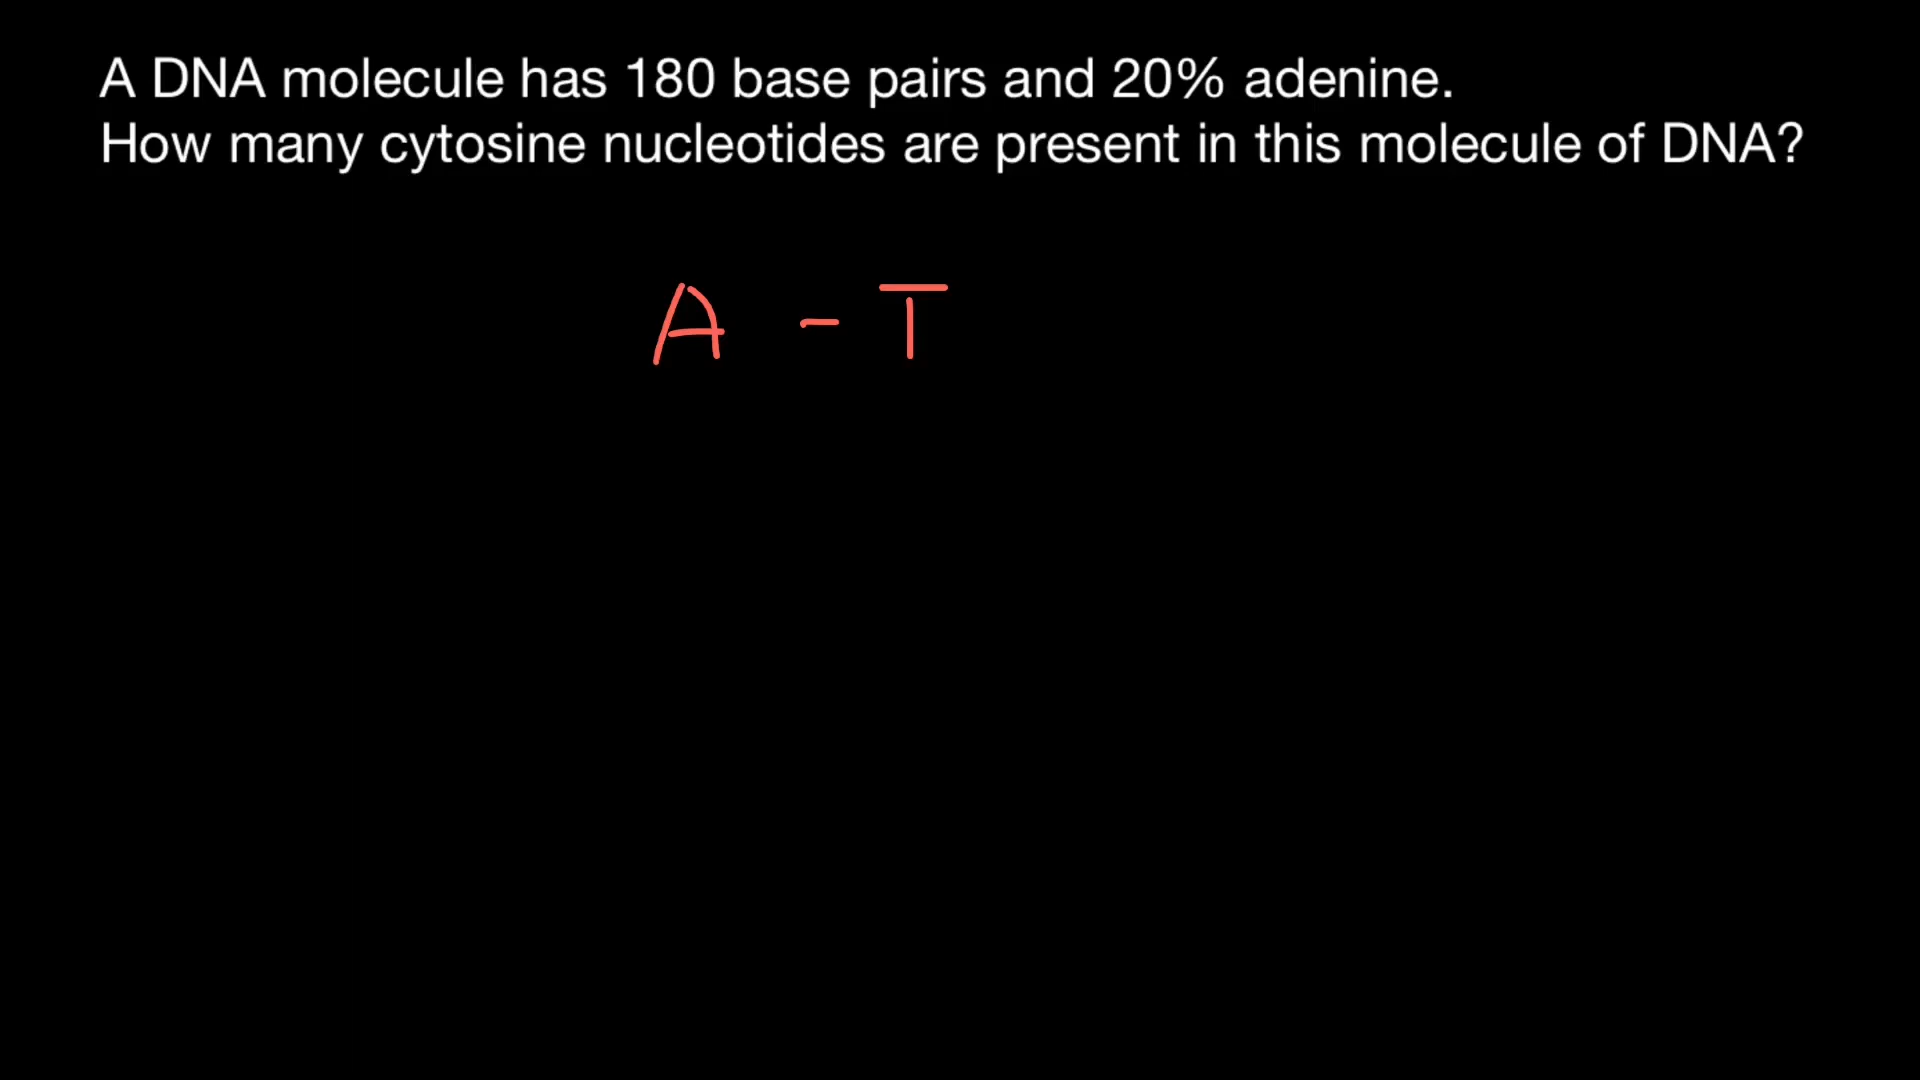 A DNA molecule has 180 base pairs and 20% adenine.
How many cytosine nucleotides are present in this molecule of DNA?
A - T